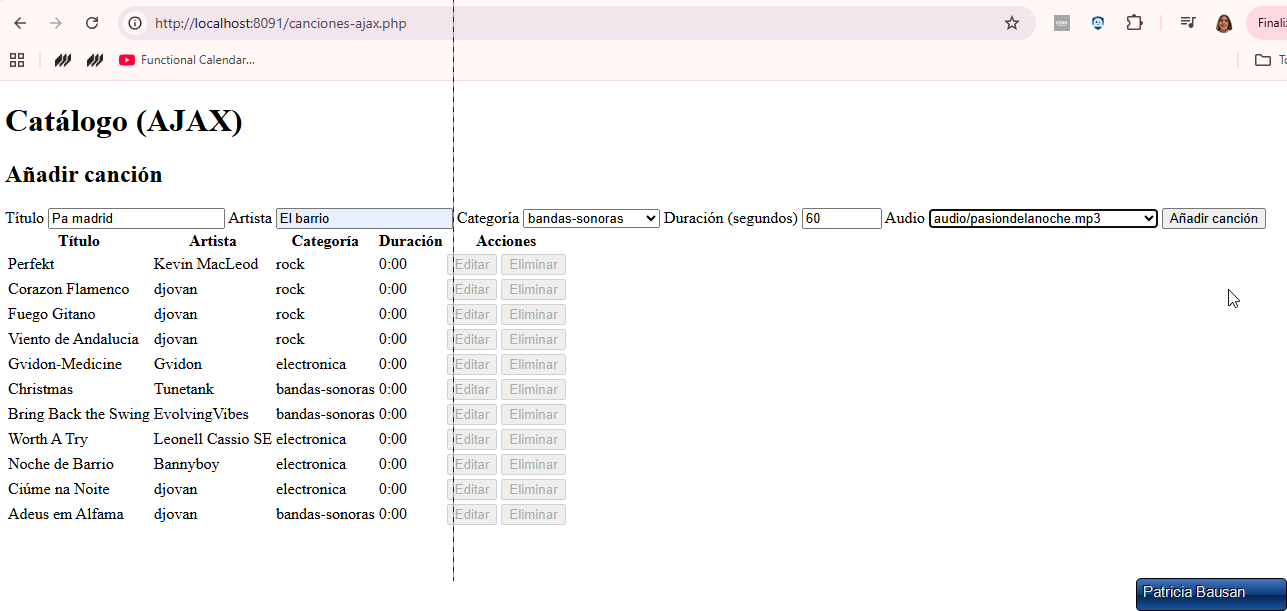 http://localhost:8091/canciones-ajax.php
Finaliz
Functional Calendar...
Catálogo (AJAX)
Añadir canción
Título Pa madrid Artista El barrio Categoría bandas-sonoras Duración (segundos) 60 Audio audio/pasiondelanoche.mp3 Añadir canción
Título Artista Categoría Duración Acciones
Perfekt Kevin MacLeod rock 0:00 Editar Eliminar
Corazon Flamenco djovan rock 0:00 Editar Eliminar
Fuego Gitano djovan rock 0:00 Editar Eliminar
Viento de Andalucia djovan rock 0:00 Editar Eliminar
Gvidon-Medicine Gvidon electronica 0:00 Editar Eliminar
Christmas Tunetank bandas-sonoras 0:00 Editar Eliminar
Bring Back the Swing EvolvingVibes bandas-sonoras 0:00 Editar Eliminar
Worth A Try Leonell Cassio SE electronica 0:00 Editar Eliminar
Noche de Barrio Bannyboy electronica 0:00 Editar Eliminar
Ciúme na Noite djovan electronica 0:00 Editar Eliminar
Adeus em Alfama djovan bandas-sonoras 0:00 Editar Eliminar
Patricia Bausan